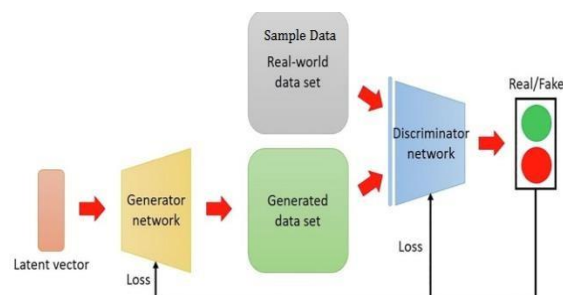 Sample Data
Real-world
data set
Real/Fake
Discriminator
network
Generator
network
Generated
data set
Latent vector
Loss
Loss